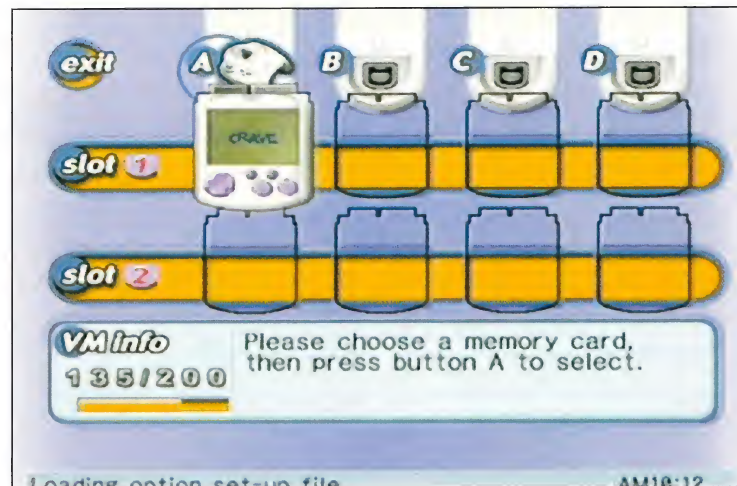 exit
A
B
C
D
CRAVE
slot 1
slot 2
VM info
135/200
Please choose a memory card,
then press button A to select.
Loading option set-up file
AM10:12